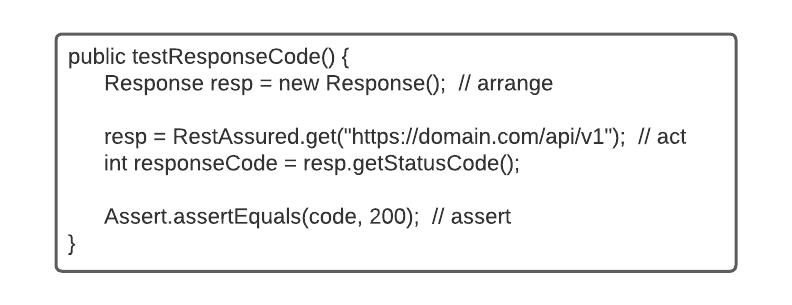 public testResponseCode() {
Response resp = new Response();  // arrange
resp = RestAssured.get("https://domain.com/api/v1");  // act
int responseCode = resp.getStatusCode();
Assert.assertEquals(code, 200);  // assert
}